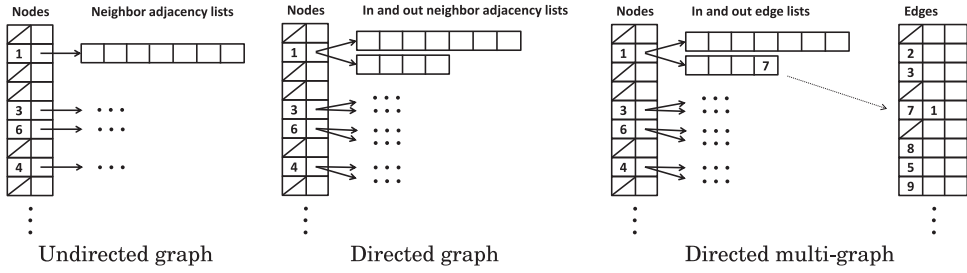 Nodes Neighbor adjacency lists
1
3 • • •
6 • • •
4 • • •
Undirected graph
Nodes In and out neighbor adjacency lists
1
3 • • •
• • •
6 • • •
• • •
4 • • •
• • •
Directed graph
Nodes In and out edge lists Edges
1
7
3 • • •
• • •
6 • • •
• • •
4 • • •
• • •
2
3
7 1
8
5
9
Directed multi-graph